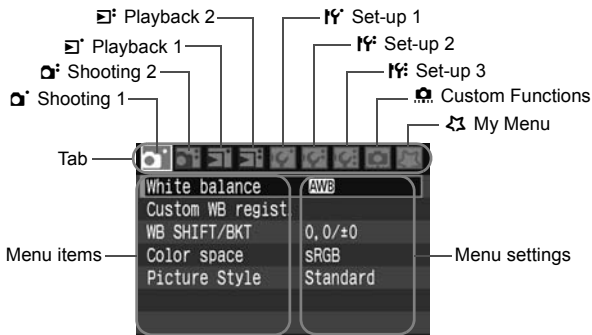 Playback 2
Set-up 1
Playback 1
Set-up 2
Shooting 2
Set-up 3
Shooting 1
Custom Functions
My Menu
Tab
White balance AWB
Custom WB regist.
WB SHIFT/BKT 0,0/±0
Menu items
Color space sRGB
Menu settings
Picture Style Standard